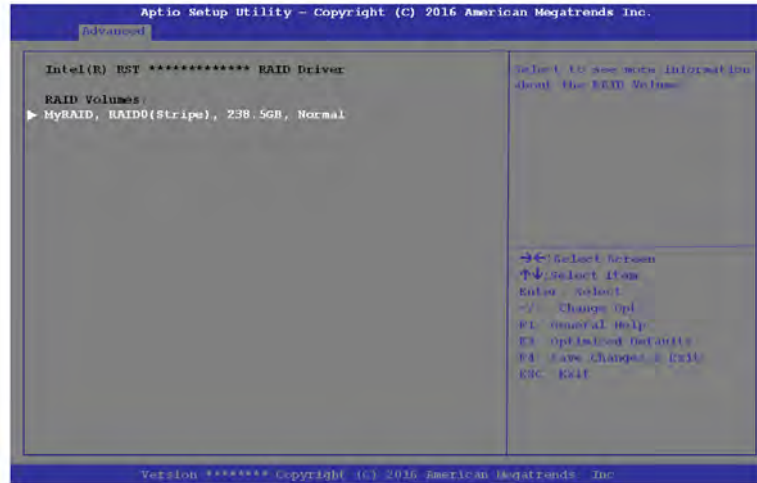 Aptio Setup Utility – Copyright (C) 2016 American Megatrends Inc.
Advanced
Intel(R) RST ************* RAID Driver
RAID Volumes:
▶ MyRAID, RAID0(Stripe), 238.5GB, Normal
Select to see more information
about the RAID Volume
→←:Select Screen
↑↓:Select Item
Enter: Select
Change Opt
F1: General Help
F3: Optimized Defaults
F4: Save Changes & Exit
ESC: Exit
Version ******** Copyright (C) 2016 American Megatrends Inc